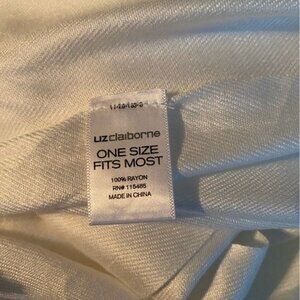 LIZ claiborne
ONE SIZE
FITS MOST
100% RAYON
RN# 115485
MADE IN CHINA